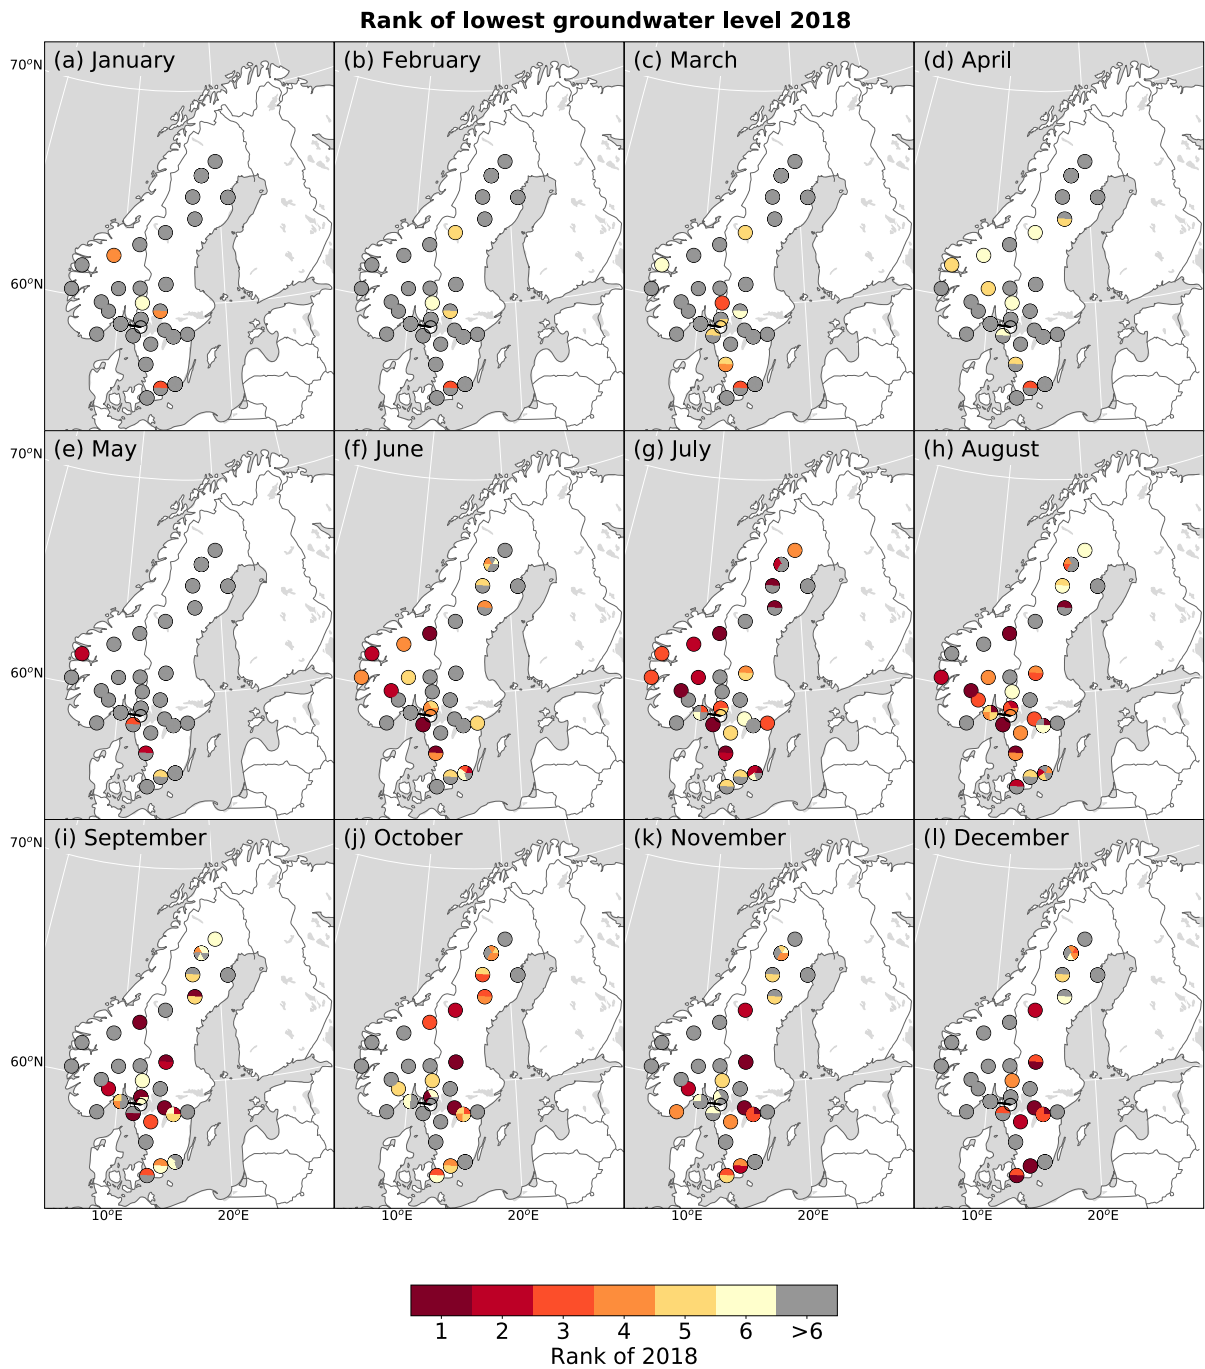 Rank of lowest groundwater level 2018
(a) January
(b) February
(c) March
(d) April
70°N
60°N
(e) May
(f) June
(g) July
(h) August
70°N
60°N
(i) September
(j) October
(k) November
(l) December
70°N
60°N
10°E 20°E 10°E 20°E 10°E 20°E 10°E 20°E
1 2 3 4 5 6 >6
Rank of 2018